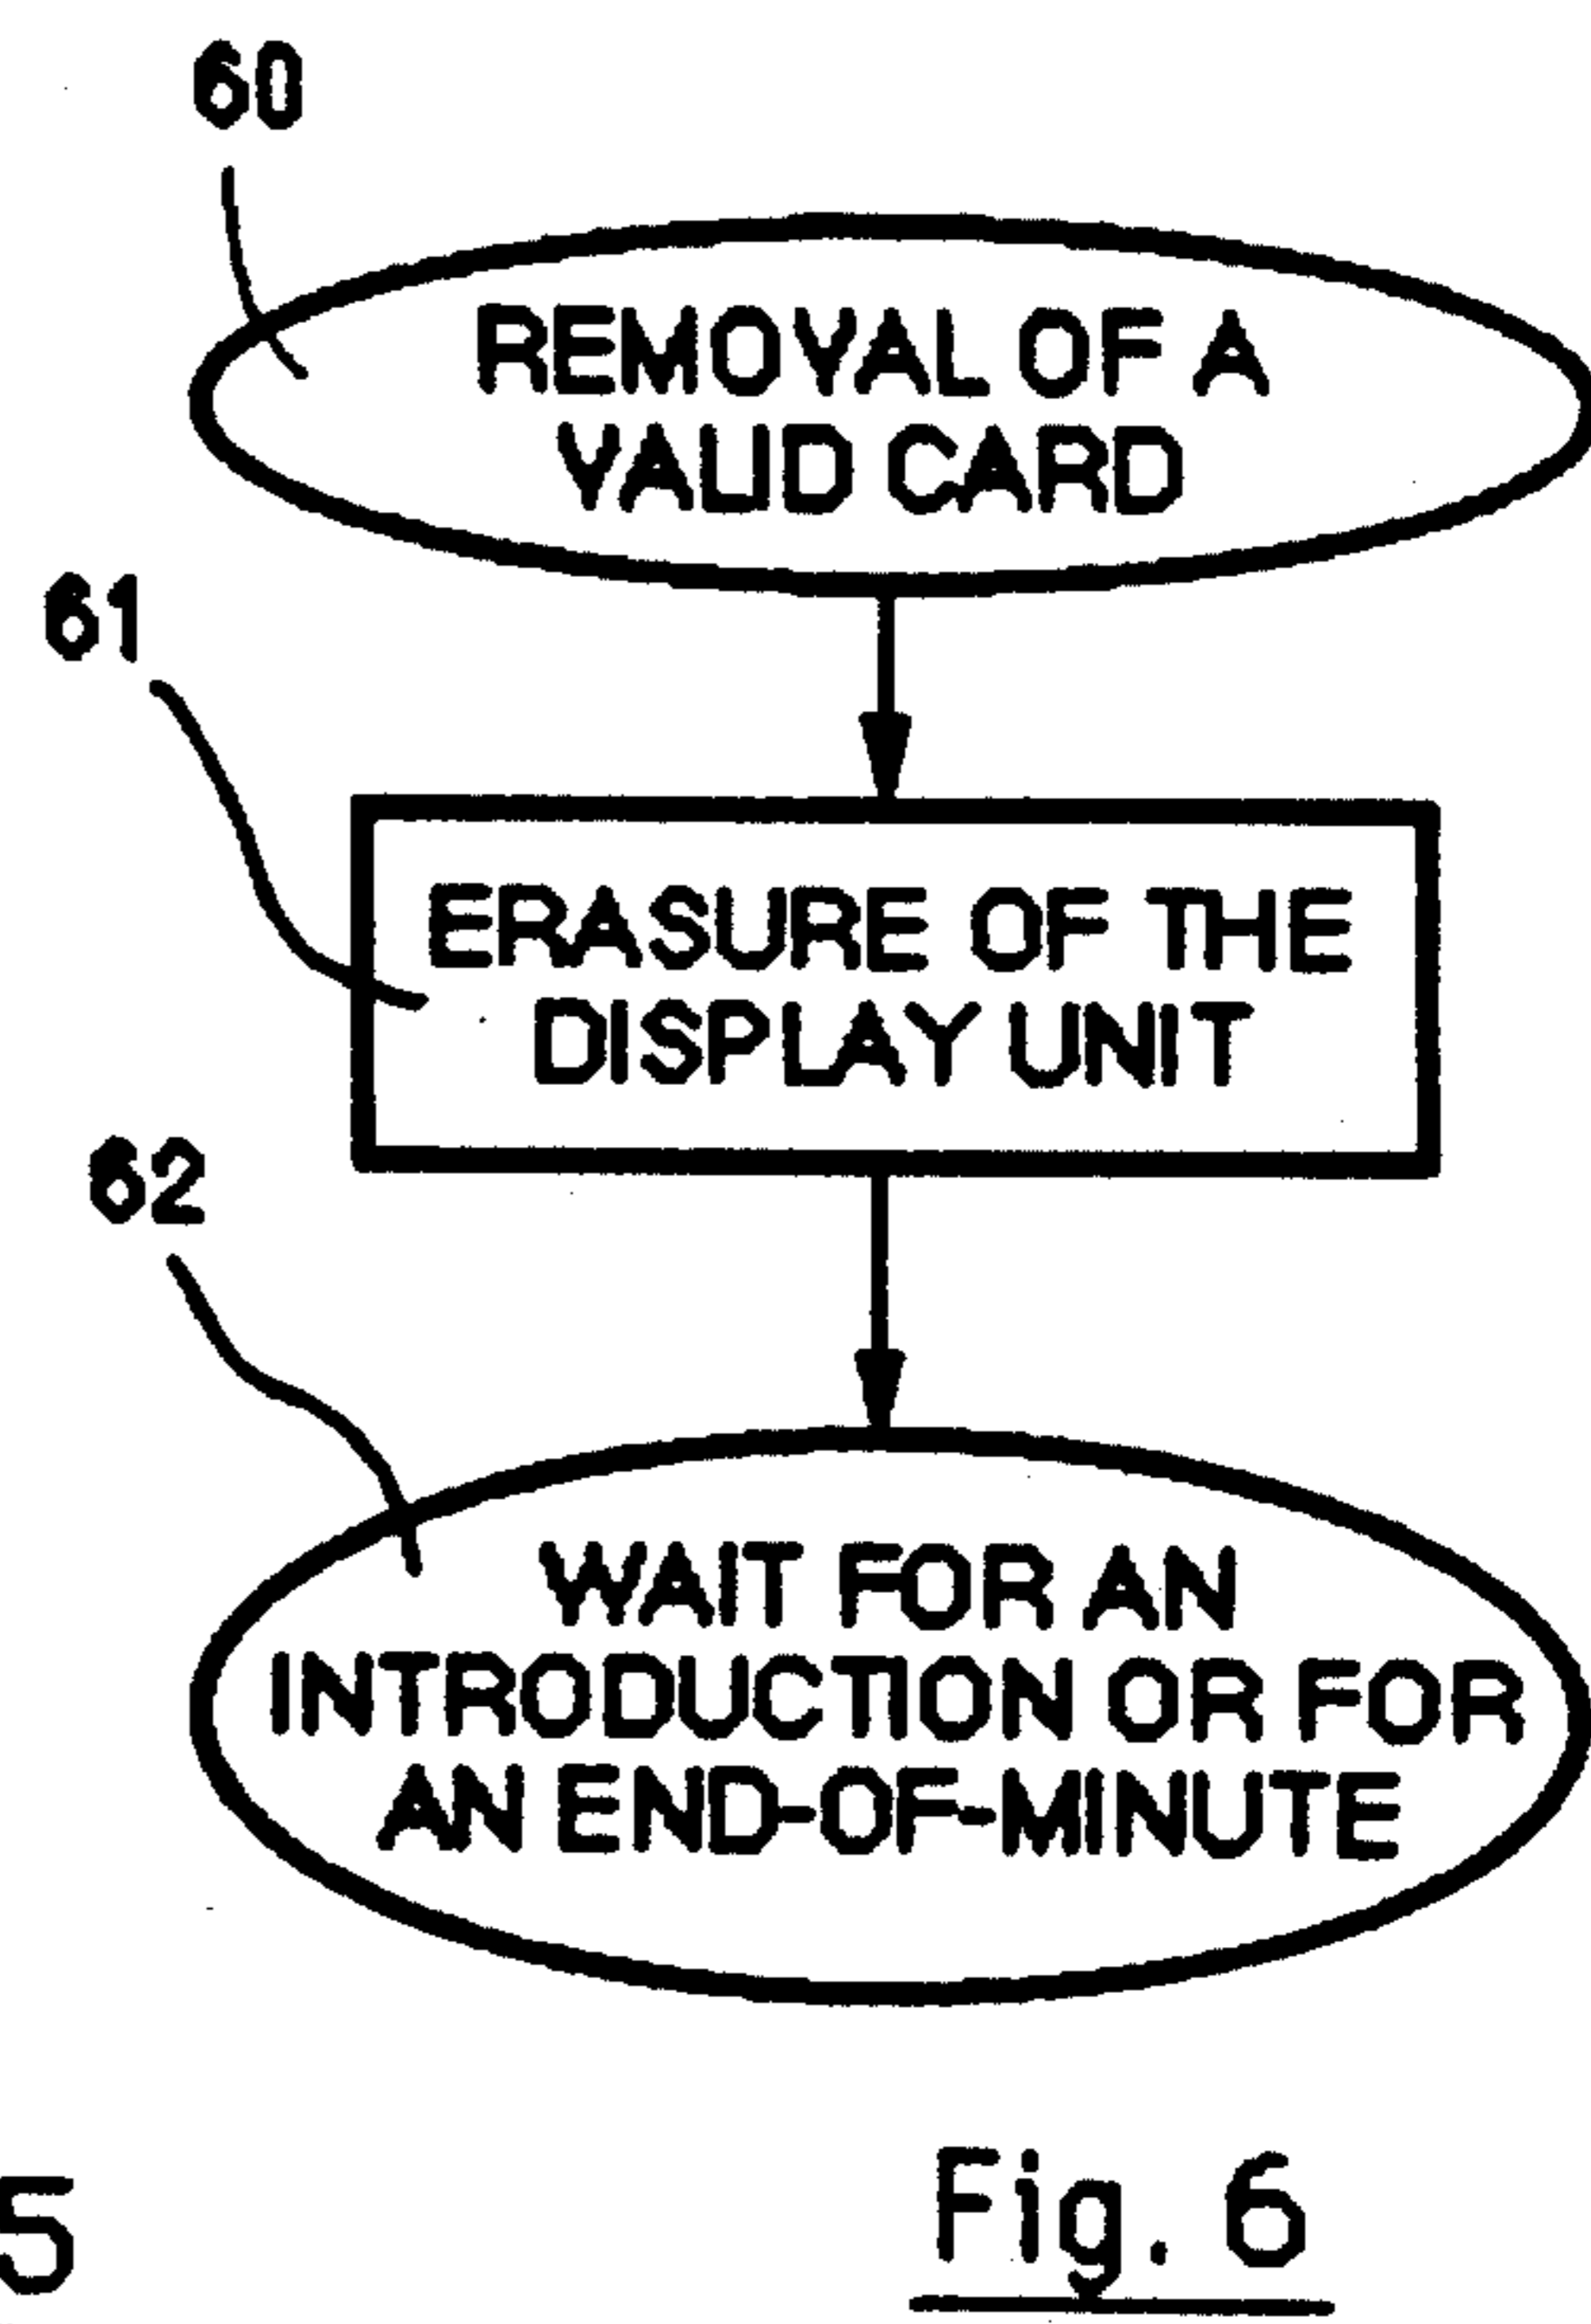 60
REMOVAL OF A
VALID CARD
61
ERASURE OF THE
DISPLAY UNIT
62
WAIT FOR AN
INTRODUCTION OR FOR
AN END-OF-MINUTE
5
Fig. 6